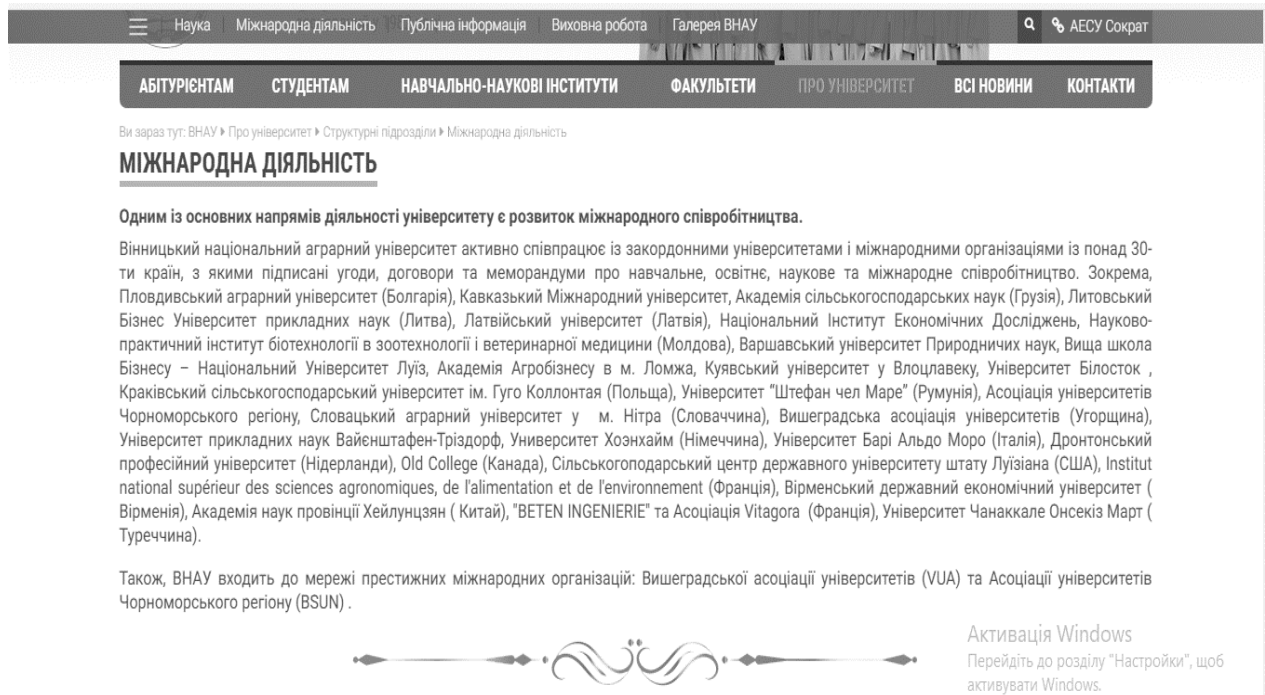 Наука Міжнародна діяльність Публічна інформація Виховна робота Галерея ВНАУ АЕСУ Сократ
АБІТУРІЄНТАМ СТУДЕНТАМ НАВЧАЛЬНО-НАУКОВІ ІНСТИТУТИ ФАКУЛЬТЕТИ ПРО УНІВЕРСИТЕТ ВСІ НОВИНИ КОНТАКТИ
Ви зараз тут: ВНАУ Про університет Структурні підрозділи Міжнародна діяльність
МІЖНАРОДНА ДІЯЛЬНІСТЬ
Одним із основних напрямів діяльності університету є розвиток міжнародного співробітництва.
Вінницький національний аграрний університет активно співпрацює із закордонними університетами і міжнародними організаціями із понад 30-
ти країн, з якими підписані угоди, договори та меморандуми про навчальне, освітнє, наукове та міжнародне співробітництво. Зокрема,
Пловдивський аграрний університет (Болгарія), Кавказький Міжнародний університет, Академія сільськогосподарських наук (Грузія), Литовський
Бізнес Університет прикладних наук (Литва), Латвійський університет (Латвія), Національний Інститут Економічних Досліджень, Науково-
практичний інститут біотехнології в зоотехнології і ветеринарної медицини (Молдова), Варшавський університет Природничих наук, Вища школа
Бізнесу – Національний Університет Луїз, Академія Агробізнесу в м. Ломжа, Куявський університет у Влоцлавеку, Університет Білосток ,
Краківський сільськогосподарський університет ім. Гуго Коллонтая (Польща), Університет "Штефан чел Маре" (Румунія), Асоціація університетів
Чорноморського регіону, Словацький аграрний університет у м. Нітра (Словаччина), Вишеградська асоціація університетів (Угорщина),
Університет прикладних наук Вайєнштафен-Тріздорф, Университет Хоэнхайм (Німеччина), Університет Барі Альдо Моро (Італія), Дронтонський
професійний університет (Нідерланди), Old College (Канада), Сільськогоподарський центр державного університету штату Луїзіана (США), Institut
national supérieur des sciences agronomiques, de l'alimentation et de l'environnement (Франція), Вірменський державний економічний університет (
Вірменія), Академія наук провінції Хейлунцзян ( Китай), "BETEN INGENIERIE" та Асоціація Vitagora (Франція), Університет Чанаккале Онсекіз Март (
Туреччина).
Також, ВНАУ входить до мережі престижних міжнародних організацій: Вишеградської асоціації університетів (VUA) та Асоціації університетів
Чорноморського регіону (BSUN) .
Активація Windows
Перейдіть до розділу "Настройки", щоб
активувати Windows.